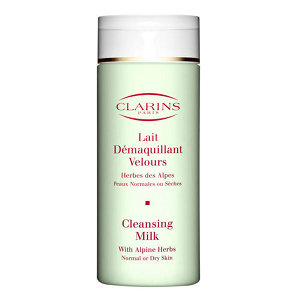 CLARINS
PARIS
Lait
Démaquillant
Velours
Herbes des Alpes
Peaux Normales ou Sèches
Cleansing
Milk
With Alpine Herbs
Normal or Dry Skin